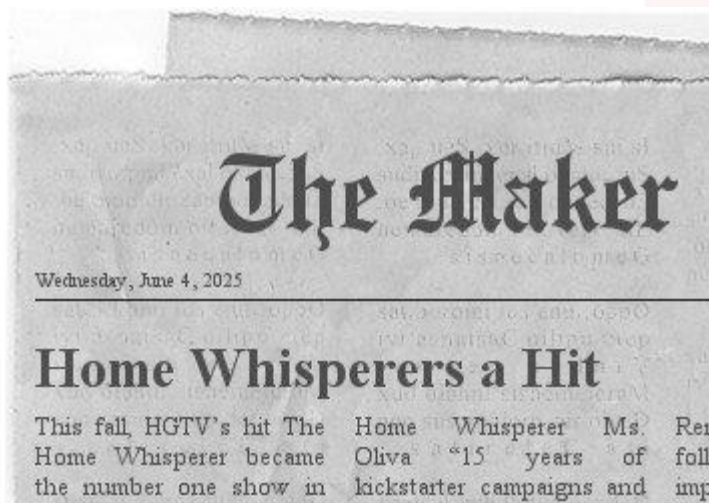 The Maker
Wednesday, June 4, 2025
Home Whisperers a Hit
This fall, HGTV's hit The
Home Whisperer became
the number one show in
Home Whisperer Ms.
Oliva “15 years of
kickstarter campaigns and